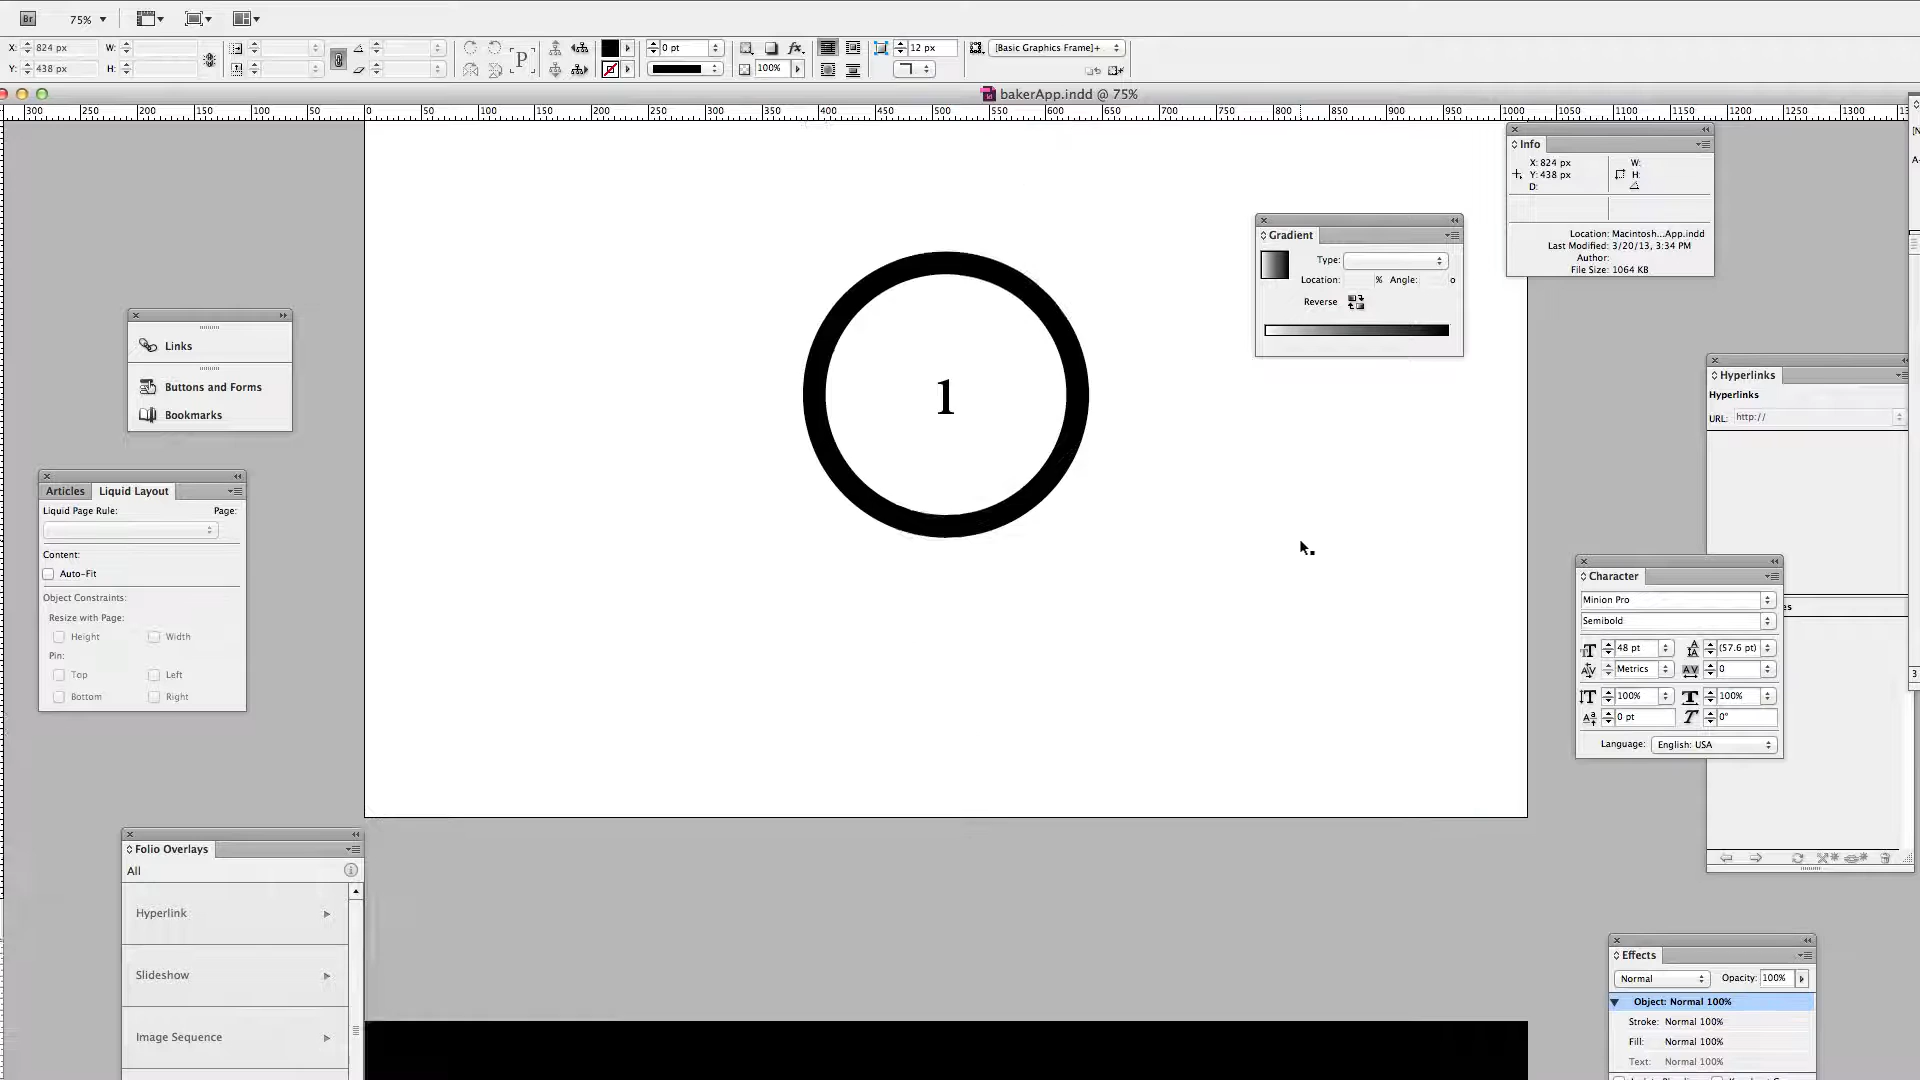 Br 75%
X: 824 px W: 0 pt 12 px [Basic Graphics Frame]+
Y: 438 px H: P 100%
bakerApp.indd @ 75%
300 250 200 150 100 50 0 50 100 150 200 250 300 350 400 450 500 550 600 650 700 750 800 850 900 950 1000 1050 1100 1150 1200 1250 1300
Info
X: 824 px W:
Y: 438 px H:
D:
Location: Macintosh...App.indd
Last Modified: 3/20/13, 3:34 PM
Author:
File Size: 1064 KB
Gradient
Type:
Location: % Angle: o
Reverse
1
Links
Buttons and Forms
Bookmarks
Hyperlinks
Hyperlinks
URL: http://
Articles Liquid Layout
Liquid Page Rule: Page:
Content:
Auto-Fit
Object Constraints:
Resize with Page:
Height Width
Pin:
Top Left
Bottom Right
Character
Minion Pro
Semibold
48 pt (57.6 pt)
Metrics 0
100% 100%
0 pt 0°
Language: English: USA
es
3
Folio Overlays
All
Hyperlink
Slideshow
Image Sequence
Effects
Normal Opacity: 100%
Object: Normal 100%
Stroke: Normal 100%
Fill: Normal 100%
Text: Normal 100%